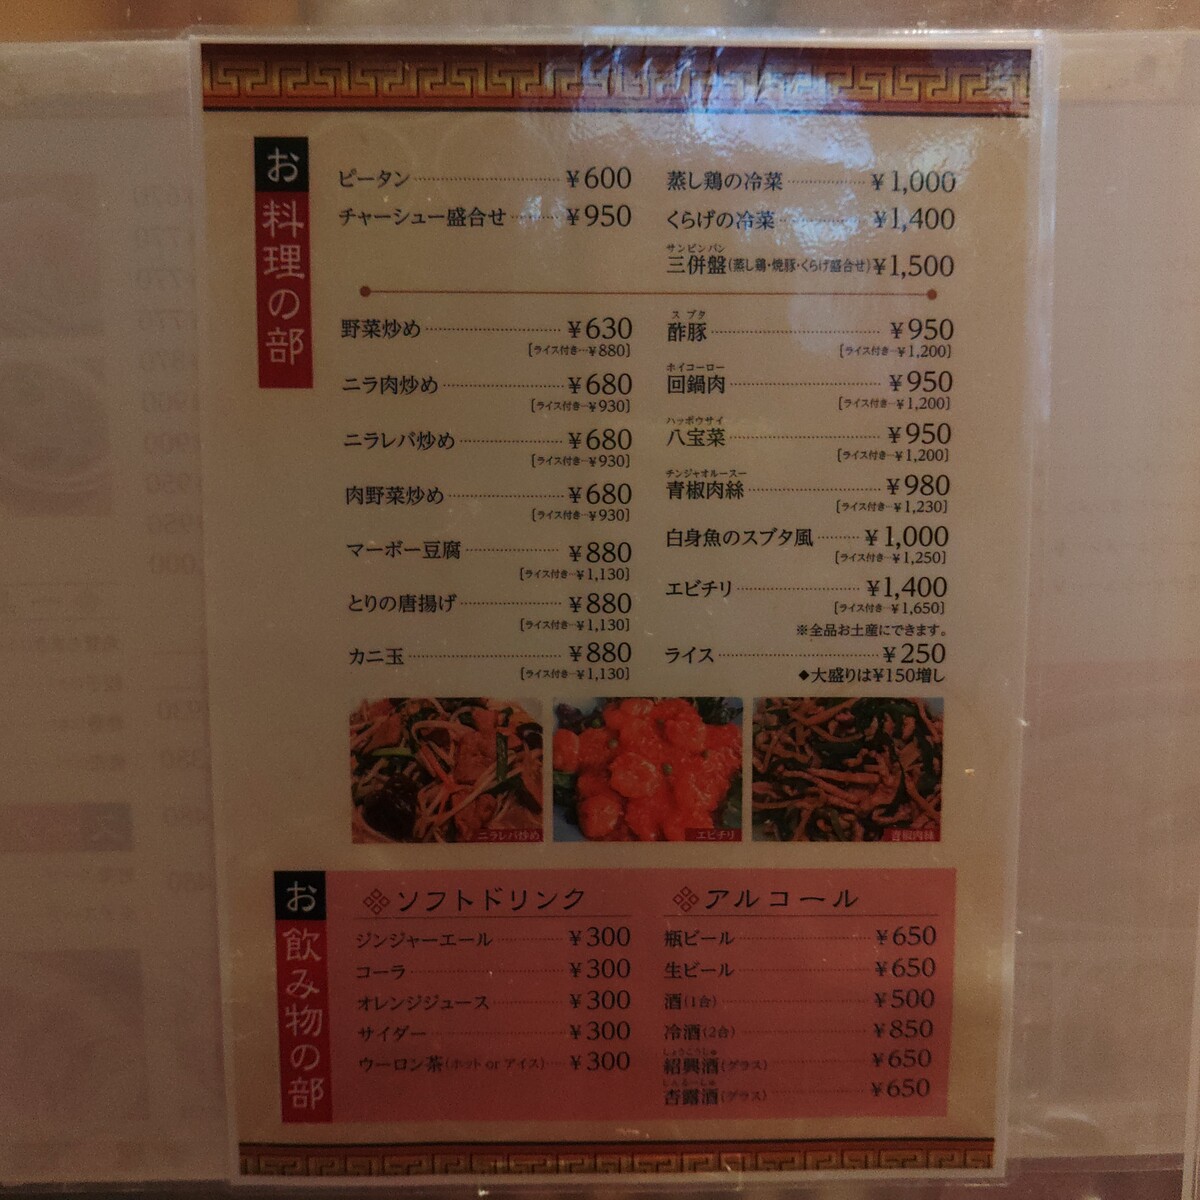 お料理の部
ピータン ¥600
チャーシュー盛合せ ¥950
蒸し鶏の冷菜 ¥1,000
くらげの冷菜 ¥1,400
サンピンパン
三併盤(蒸し鶏・焼豚・くらげ盛合せ) ¥1,500
野菜炒め ¥630
[ライス付き…¥880]
ニラ肉炒め ¥680
[ライス付き…¥930]
ニラレバ炒め ¥680
[ライス付き…¥930]
肉野菜炒め ¥680
[ライス付き…¥930]
マーボー豆腐 ¥880
[ライス付き…¥1,130]
とりの唐揚げ ¥880
[ライス付き…¥1,130]
カニ玉 ¥880
[ライス付き…¥1,130]
スブタ
酢豚 ¥950
[ライス付き…¥1,200]
ホイコーロー
回鍋肉 ¥950
[ライス付き…¥1,200]
ハッポウサイ
八宝菜 ¥950
[ライス付き…¥1,200]
チンジャオルースー
青椒肉絲 ¥980
[ライス付き…¥1,230]
白身魚のスブタ風 ¥1,000
[ライス付き…¥1,250]
エビチリ ¥1,400
[ライス付き…¥1,650]
※全品お土産にできます。
ライス ¥250
◆大盛りは¥150増し
ニラレバ炒め
エビチリ
青椒肉絲
お飲み物の部
ソフトドリンク
ジンジャーエール ¥300
コーラ ¥300
オレンジジュース ¥300
サイダー ¥300
ウーロン茶(ホット or アイス) ¥300
アルコール
瓶ビール ¥650
生ビール ¥650
酒(1合) ¥500
冷酒(2合) ¥850
しょうこうしゅ
紹興酒(グラス) ¥650
しんるーしゅ
杏露酒(グラス) ¥650